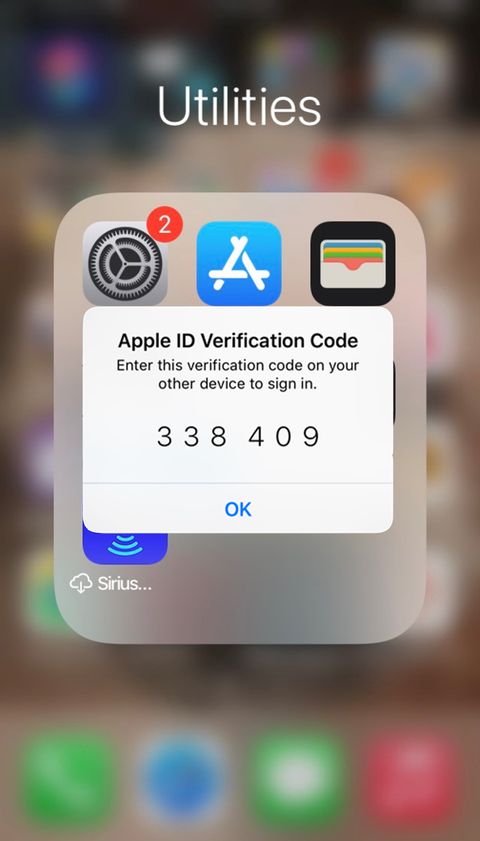 Utilities
2
Apple ID Verification Code
Enter this verification code on your
other device to sign in.
338 409
OK
Sirius...